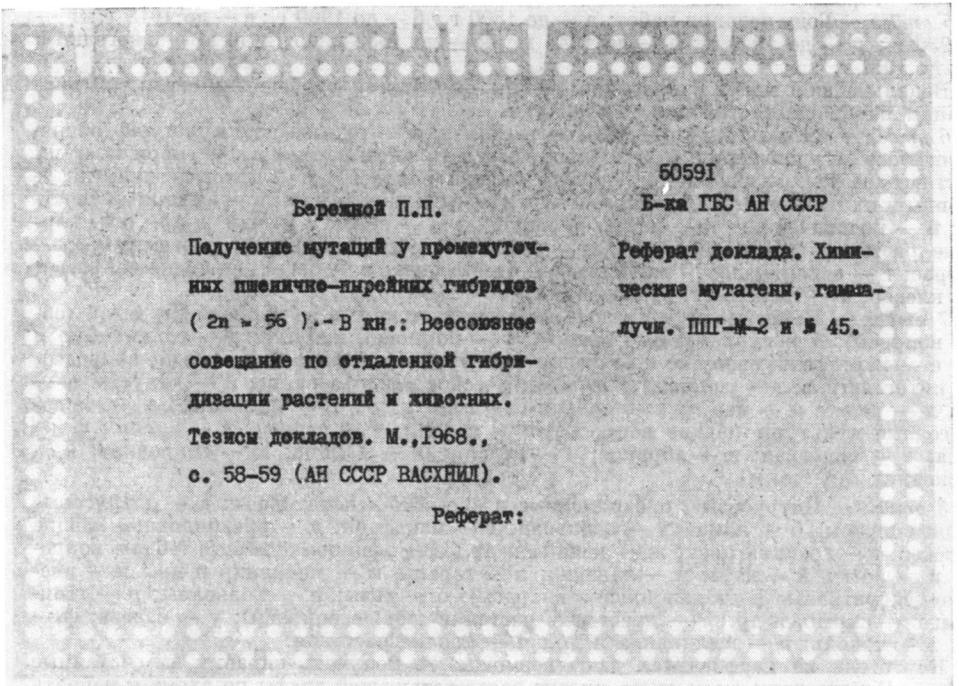 Бережной П.П.
Получение мутаций у промежуточ-
ных пшенично-пырейных гибридов
( 2n = 56 ).- В кн.: Всесоюзное
совещание по отдаленной гибри-
дизации растений и животных.
Тезисы докладов. М.,I968.,
с. 58-59 (АН СССР ВАСХНИЛ).
Реферат:
5059I
Б-ка ГБС АН СССР
Реферат доклада. Хими-
ческие мутагены, гамма-
лучи. ППГ-М-2 и № 45.